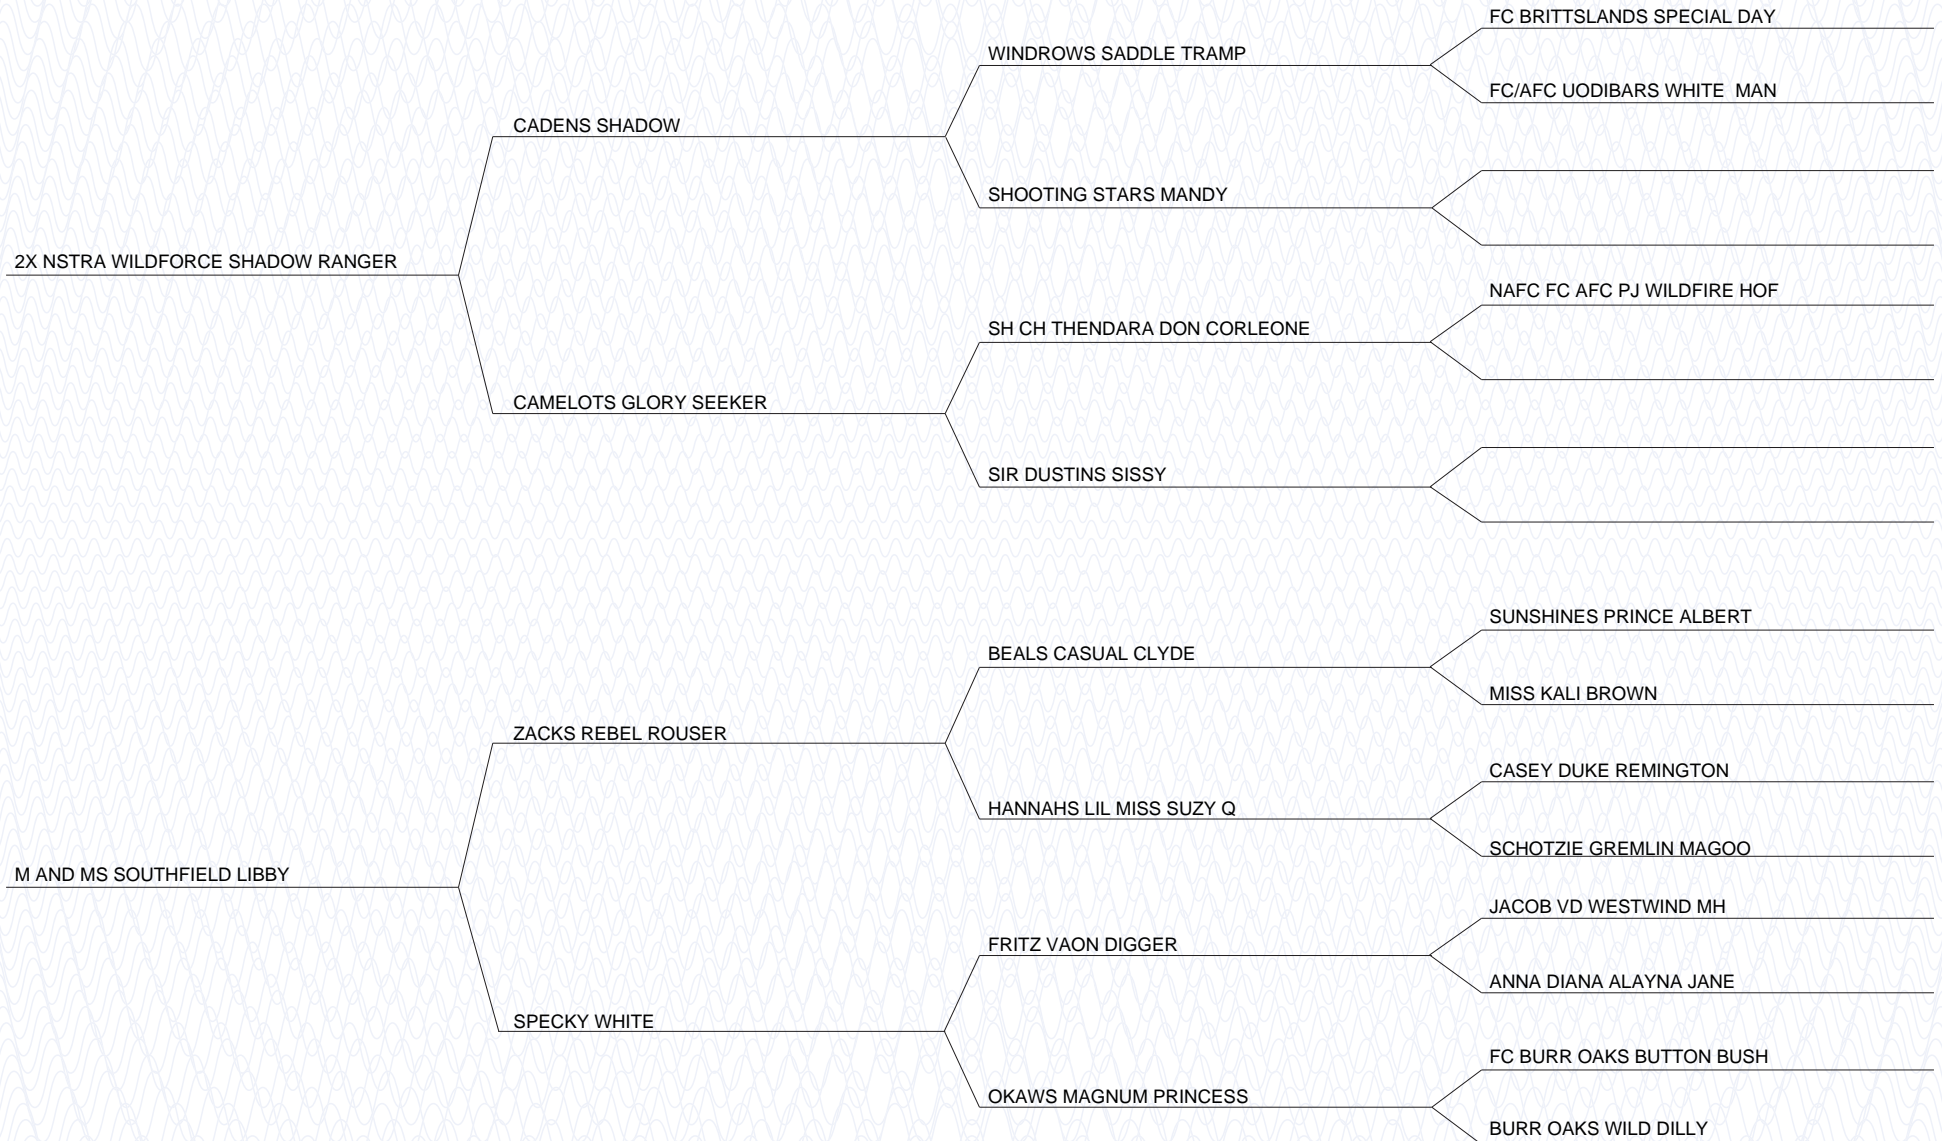 FC BRITTSLANDS SPECIAL DAY
WINDROWS SADDLE TRAMP
FC/AFC UODIBARS WHITE  MAN
CADENS SHADOW
SHOOTING STARS MANDY
2X NSTRA WILDFORCE SHADOW RANGER
NAFC FC AFC PJ WILDFIRE HOF
SH CH THENDARA DON CORLEONE
CAMELOTS GLORY SEEKER
SIR DUSTINS SISSY
SUNSHINES PRINCE ALBERT
BEALS CASUAL CLYDE
MISS KALI BROWN
ZACKS REBEL ROUSER
CASEY DUKE REMINGTON
HANNAHS LIL MISS SUZY Q
SCHOTZIE GREMLIN MAGOO
M AND MS SOUTHFIELD LIBBY
JACOB VD WESTWIND MH
FRITZ VAON DIGGER
ANNA DIANA ALAYNA JANE
SPECKY WHITE
FC BURR OAKS BUTTON BUSH
OKAWS MAGNUM PRINCESS
BURR OAKS WILD DILLY